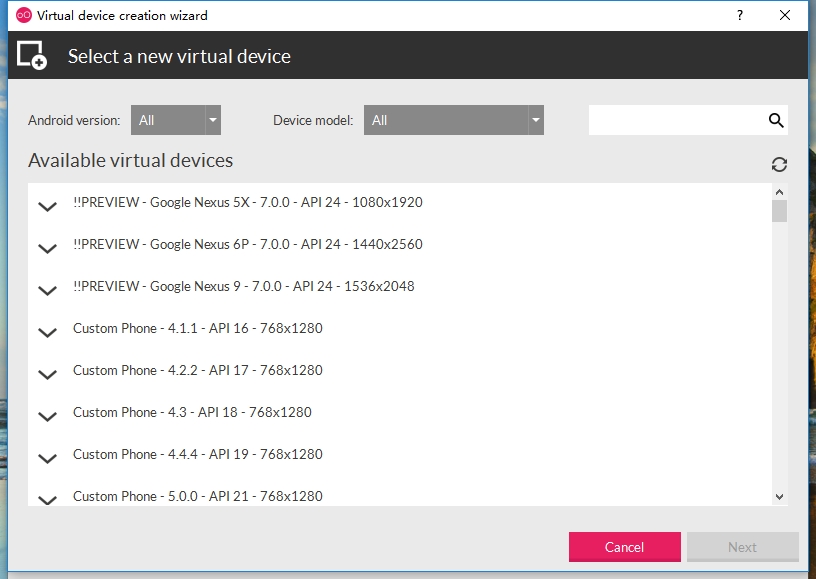 Virtual device creation wizard
Select a new virtual device
Android version: All Device model: All
Available virtual devices
!!PREVIEW - Google Nexus 5X - 7.0.0 - API 24 - 1080x1920
!!PREVIEW - Google Nexus 6P - 7.0.0 - API 24 - 1440x2560
!!PREVIEW - Google Nexus 9 - 7.0.0 - API 24 - 1536x2048
Custom Phone - 4.1.1 - API 16 - 768x1280
Custom Phone - 4.2.2 - API 17 - 768x1280
Custom Phone - 4.3 - API 18 - 768x1280
Custom Phone - 4.4.4 - API 19 - 768x1280
Custom Phone - 5.0.0 - API 21 - 768x1280
Cancel Next